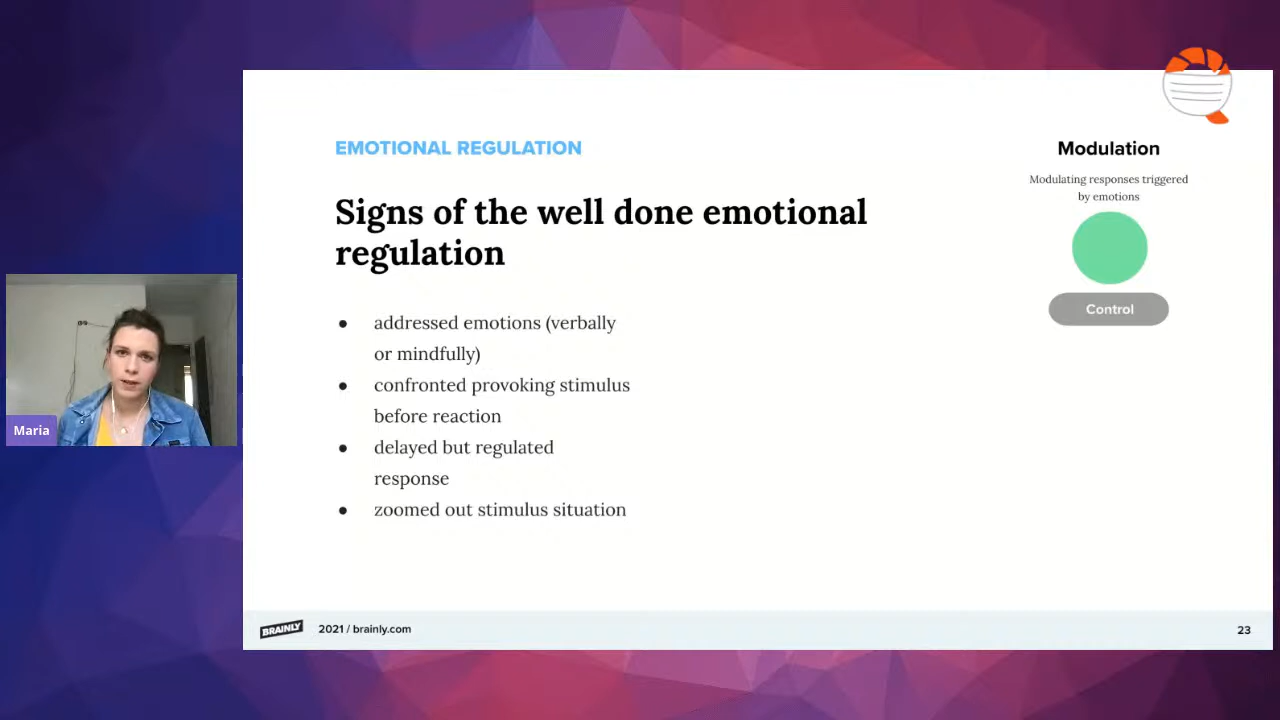 EMOTIONAL REGULATION
Signs of the well done emotional
regulation
● addressed emotions (verbally
or mindfully)
● confronted provoking stimulus
before reaction
● delayed but regulated
response
● zoomed out stimulus situation
Modulation
Modulating responses triggered
by emotions
Control
Maria
BRAINLY
2021 / brainly.com
23